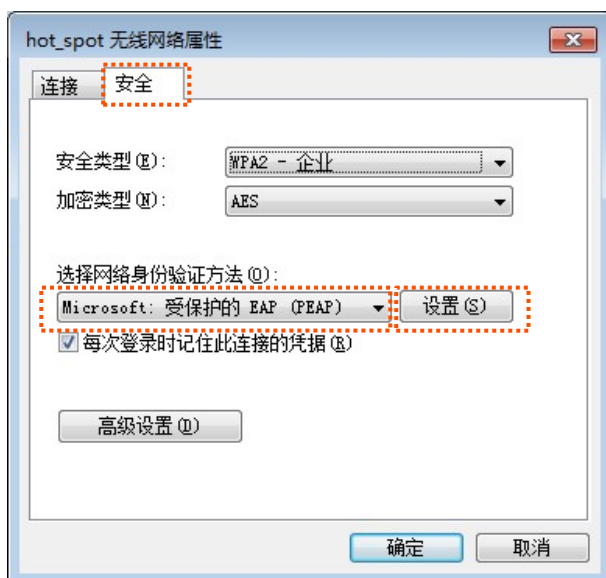 hot_spot 无线网络属性
连接 安全
安全类型(E): WPA2 - 企业
加密类型(N): AES
选择网络身份验证方法(O):
Microsoft: 受保护的 EAP (PEAP) 设置(S)
每次登录时记住此连接的凭据(R)
高级设置(D)
确定 取消